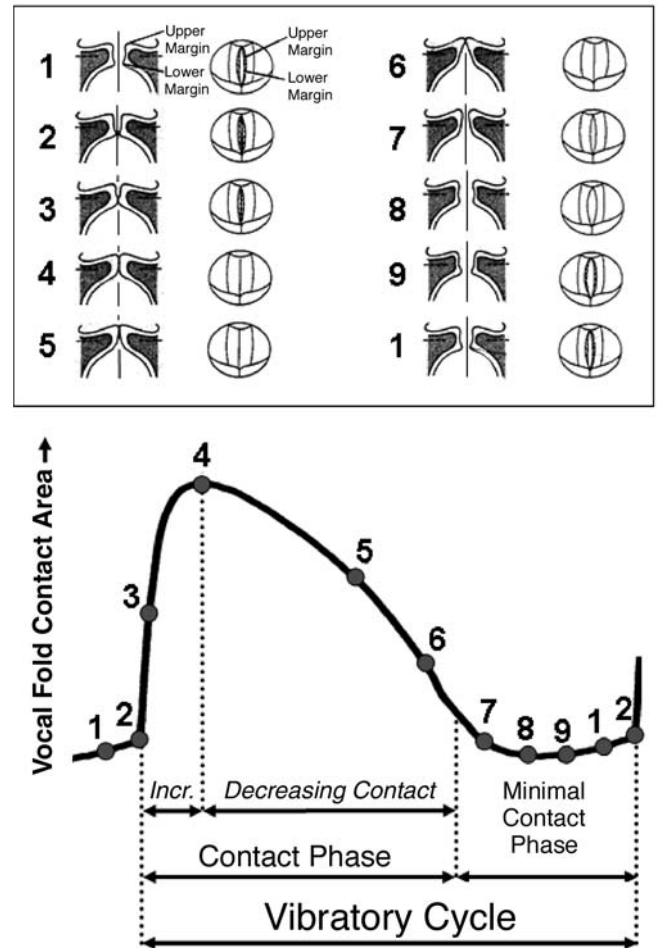 1
Upper
Margin
Lower
Margin
Upper
Margin
Lower
Margin
2
3
4
5
6
7
8
9
1
Vocal Fold Contact Area →
1
2
3
4
5
6
7
8
9
1
2
Incr.
Decreasing Contact
Minimal
Contact
Phase
Contact Phase
Vibratory Cycle